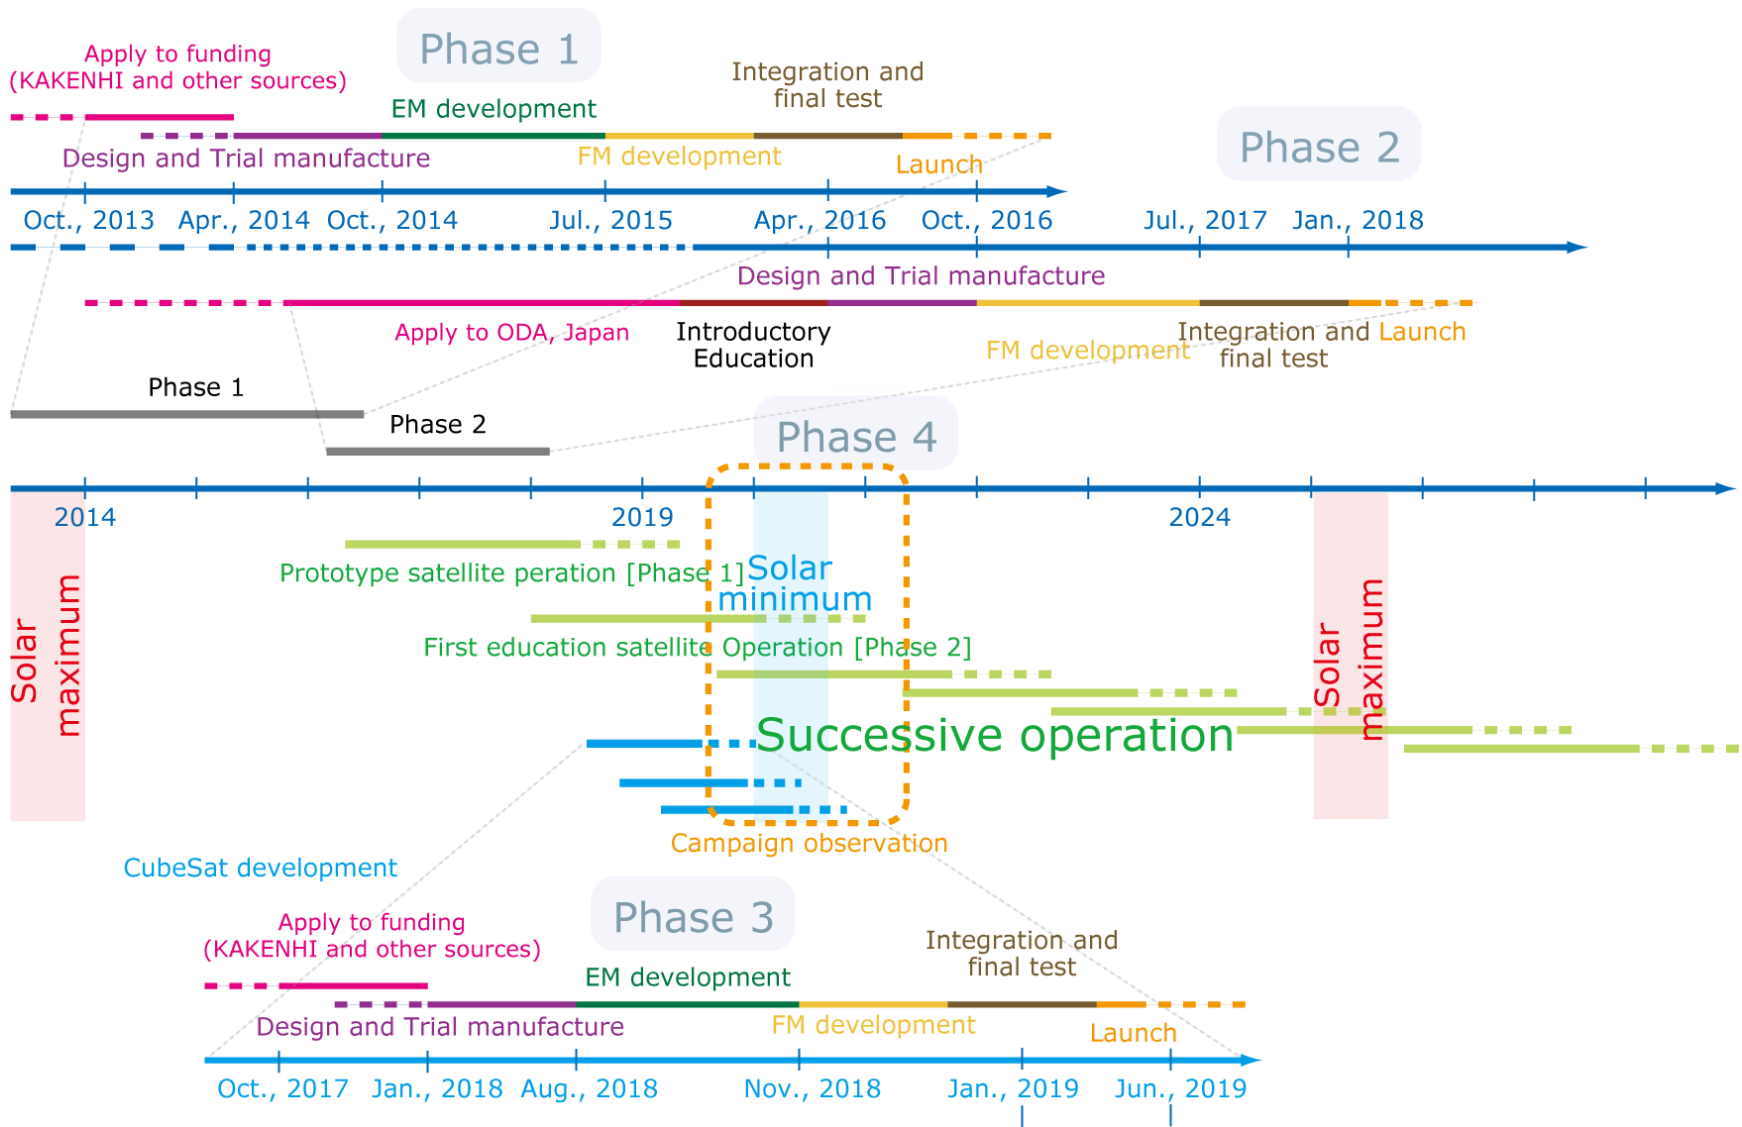 Phase 1
Apply to funding
(KAKENHI and other sources)
Integration and
final test
EM development
Design and Trial manufacture
FM development
Launch
Phase 2
Oct., 2013
Apr., 2014
Oct., 2014
Jul., 2015
Apr., 2016
Oct., 2016
Jul., 2017
Jan., 2018
Design and Trial manufacture
Apply to ODA, Japan
Introductory
Education
FM development
Integration and
final test
Launch
Phase 1
Phase 2
Phase 4
2014
2019
2024
Solar
maximum
Prototype satellite peration [Phase 1]
Solar
minimum
First education satellite Operation [Phase 2]
Solar
maximum
Successive operation
Campaign observation
CubeSat development
Phase 3
Apply to funding
(KAKENHI and other sources)
Integration and
final test
EM development
Design and Trial manufacture
FM development
Launch
Oct., 2017
Jan., 2018
Aug., 2018
Nov., 2018
Jan., 2019
Jun., 2019